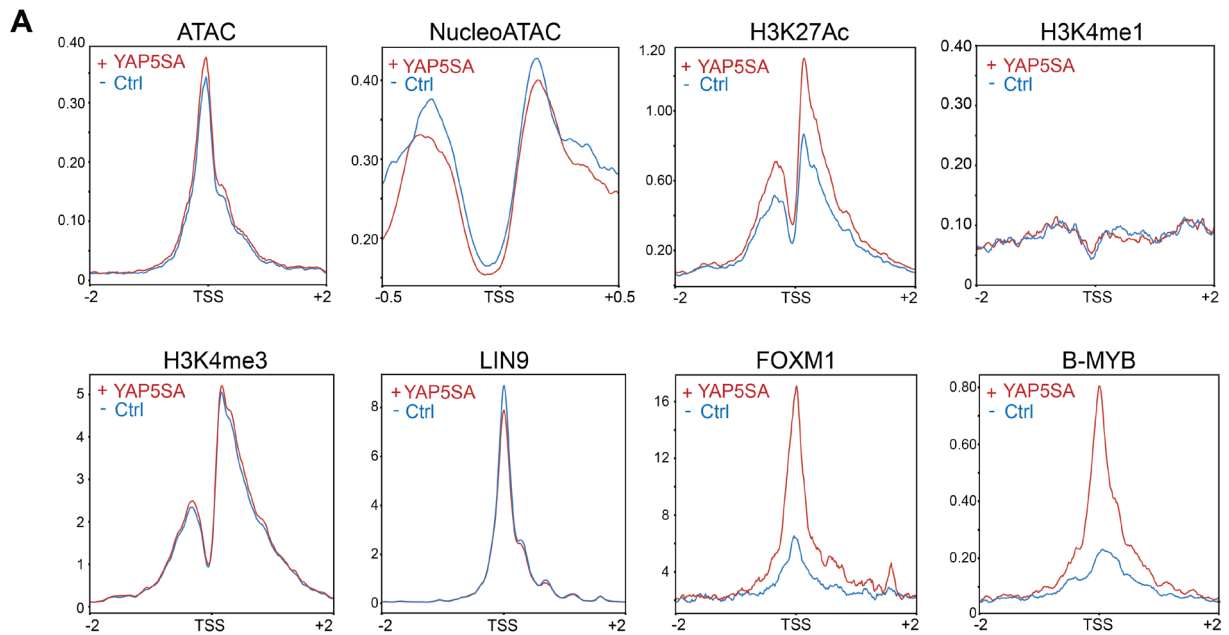 A
ATAC
+ YAP5SA
- Ctrl
0.40
0.30
0.20
0.10
0
-2 TSS +2
NucleoATAC
+ YAP5SA
- Ctrl
0.40
0.30
0.20
-0.5 TSS +0.5
H3K27Ac
+ YAP5SA
- Ctrl
1.20
1.00
0.60
0.20
-2 TSS +2
H3K4me1
+ YAP5SA
- Ctrl
0.40
0.30
0.20
0.10
0
-2 TSS +2
H3K4me3
+ YAP5SA
- Ctrl
5
4
3
2
1
0
-2 TSS +2
LIN9
+ YAP5SA
- Ctrl
8
6
4
2
0
-2 TSS +2
FOXM1
+ YAP5SA
- Ctrl
16
12
8
4
-2 TSS +2
B-MYB
+ YAP5SA
- Ctrl
0.80
0.60
0.40
0.20
0
-2 TSS +2